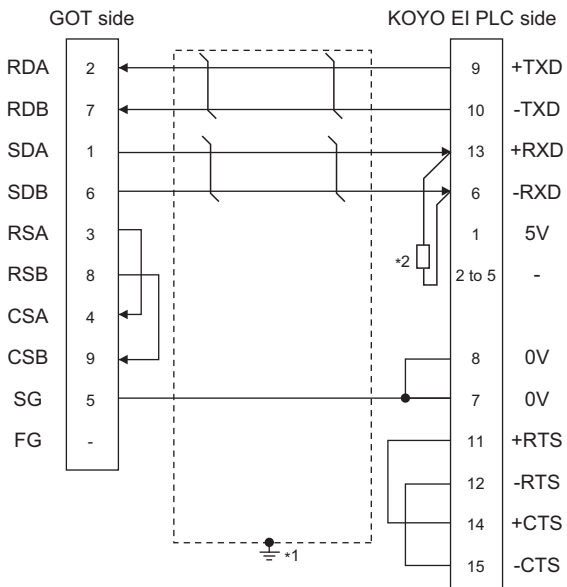 GOT side KOYO EI PLC side
RDA 2 9 +TXD
RDB 7 10 -TXD
SDA 1 13 +RXD
SDB 6 6 -RXD
RSA 3 1 5V
*2
RSB 8 2 to 5 -
CSA 4
CSB 9 8 0V
SG 5 7 0V
FG - 11 +RTS
12 -RTS
14 +CTS
*1
15 -CTS